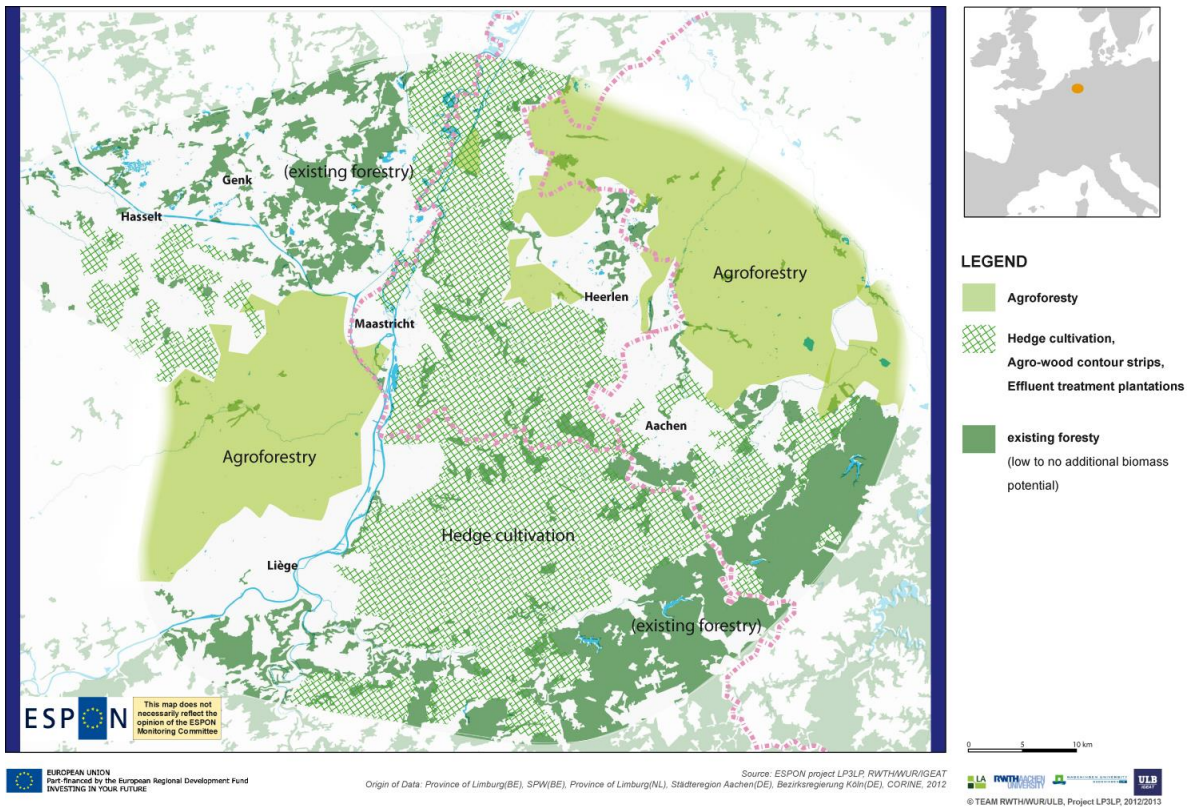 (existing forestry)
Genk
Hasselt
Agroforestry
Heerlen
Maastricht
Aachen
Agroforestry
Hedge cultivation
Liège
(existing forestry)
ESPON
This map does not
necessarily reflect the
opinion of the ESPON
Monitoring Committee
LEGEND
Agroforesty
Hedge cultivation,
Agro-wood contour strips,
Effluent treatment plantations
existing foresty
(low to no additional biomass
potential)
0 5 10 km
EUROPEAN UNION
Part-financed by the European Regional Development Fund
INVESTING IN YOUR FUTURE
Source: ESPON project LP3LP, RWTH/WUR/IGEAT
Origin of Data: Province of Limburg(BE), SPW(BE), Province of Limburg(NL), Städteregion Aachen(DE), Bezirksregierung Köln(DE), CORINE, 2012
LA
RWTH AACHEN
UNIVERSITY
ULB
IGEAT
© TEAM RWTH/WUR/ULB, Project LP3LP, 2012/2013